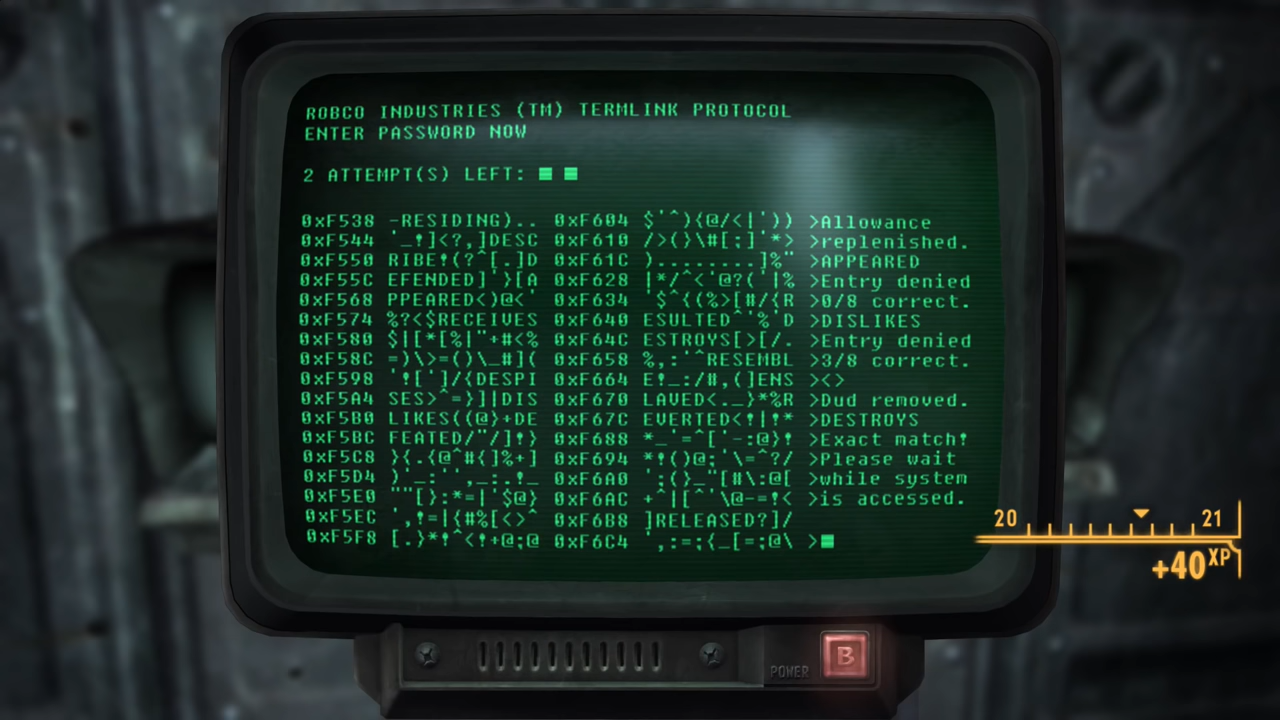 ROBCO INDUSTRIES (TM) TERMLINK PROTOCOL
ENTER PASSWORD NOW
2 ATTEMPT(S) LEFT: ■ ■
0xF538 -RESIDING).. 0xF604 $'^){@/<|')) >Allowance
0xF544 '_!]<?,]DESC 0xF610 />()\#[;]'*> >replenished.
0xF550 RIBE!(?^[.]D 0xF61C )........]%" >APPEARED
0xF55C EFENDED]'}[A 0xF628 |*/^<'@?('|% >Entry denied
0xF568 PPEARED<)@<' 0xF634 '$^((%>[#/{R >0/8 correct.
0xF574 %?<$RECEIVES 0xF640 ESULTED^'%'D >DISLIKES
0xF580 $|[*[%|"+#<% 0xF64C ESTROYS[>[/. >Entry denied
0xF58C =)\>=()\_#]( 0xF658 %,:'^RESEMBL >3/8 correct.
0xF598 '![']/{DESPI 0xF664 E!_:/#,(]ENS ><>
0xF5A4 SES>^=}]|DIS 0xF670 LAVED<._}*%R >Dud removed.
0xF5B0 LIKES((@}+DE 0xF67C EVERTED<!|!* >DESTROYS
0xF5BC FEATED/"/]!} 0xF688 *_'=^['-:@}! >Exact match!
0xF5C8 }{.{@^#{]%+] 0xF694 *!()@;'\=^?/ >Please wait
0xF5D4 )'_:'',_:.!_ 0xF6A0 ';(}_"[#\:@[ >while system
0xF5E0 ""[}:*=|'$@} 0xF6AC +^|[^'\@-=!< >is accessed.
0xF5EC ',!=|{#%[<>^ 0xF6B8 ]RELEASED?]/
0xF5F8 [.}*!^<!+@;@ 0xF6C4 ',:=;{_[=;@\ >■
20 21
+40 XP
POWER B